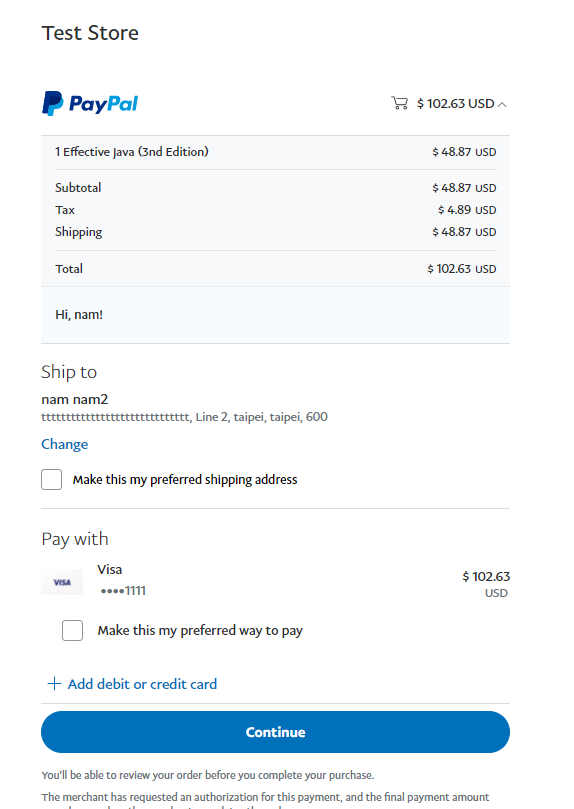 Test Store
PayPal
$ 102.63 USD
1 Effective Java (3nd Edition) $ 48.87 USD
Subtotal $ 48.87 USD
Tax $ 4.89 USD
Shipping $ 48.87 USD
Total $ 102.63 USD
Hi, nam!
Ship to
nam nam2
tttttttttttttttttttttttttttttttt, Line 2, taipei, taipei, 600
Change
Make this my preferred shipping address
Pay with
VISA
Visa $ 102.63
••••1111 USD
Make this my preferred way to pay
+ Add debit or credit card
Continue
You'll be able to review your order before you complete your purchase.
The merchant has requested an authorization for this payment, and the final payment amount